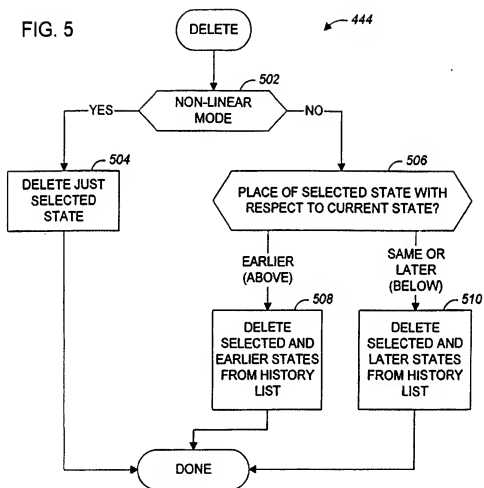 FIG. 5
DELETE
444
502
NON-LINEAR
MODE
YES
NO
504
DELETE JUST
SELECTED
STATE
506
PLACE OF SELECTED STATE WITH
RESPECT TO CURRENT STATE?
EARLIER
(ABOVE)
SAME OR
LATER
(BELOW)
508
DELETE
SELECTED AND
EARLIER STATES
FROM HISTORY
LIST
510
DELETE
SELECTED AND
LATER STATES
FROM HISTORY
LIST
DONE